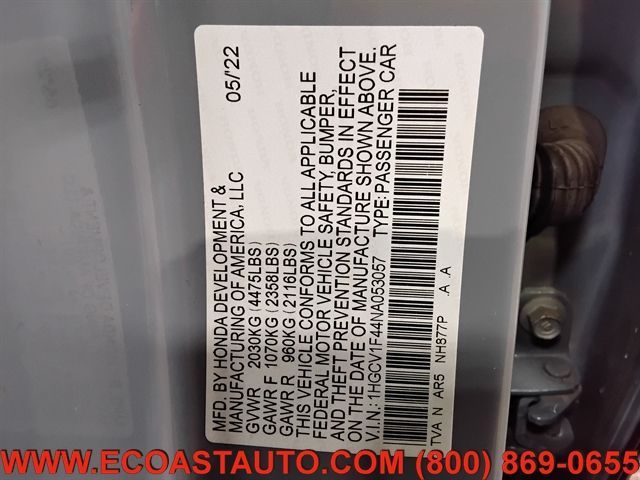 MFD. BY HONDA DEVELOPMENT &
MANUFACTURING OF AMERICA, LLC 05/'22
GVWR 2030KG (4475LBS)
GAWR F 1070KG (2358LBS)
GAWR R 960KG (2116LBS)
THIS VEHICLE CONFORMS TO ALL APPLICABLE
FEDERAL MOTOR VEHICLE SAFETY, BUMPER,
AND THEFT PREVENTION STANDARDS IN EFFECT
ON THE DATE OF MANUFACTURE SHOWN ABOVE.
V.I.N.: 1HGCV1F44NA053057 TYPE: PASSENGER CAR
TVA N AR5 NH877P .A .A
WWW.ECOASTAUTO.COM (800) 869-0655